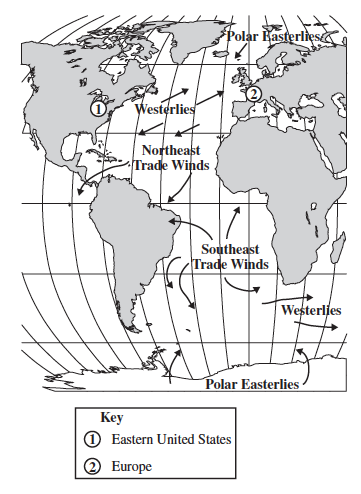 Polar Easterlies
1
2
Westerlies
Northeast
Trade Winds
Southeast
Trade Winds
Westerlies
Polar Easterlies
Key
1 Eastern United States
2 Europe